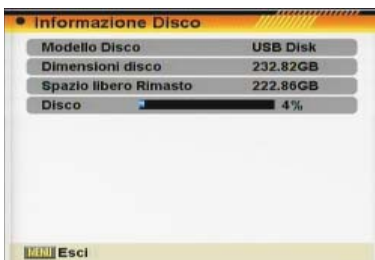 Informazione Disco
Modello Disco USB Disk
Dimensioni disco 232.82GB
Spazio libero Rimasto 222.86GB
Disco 4%
MENU Esci